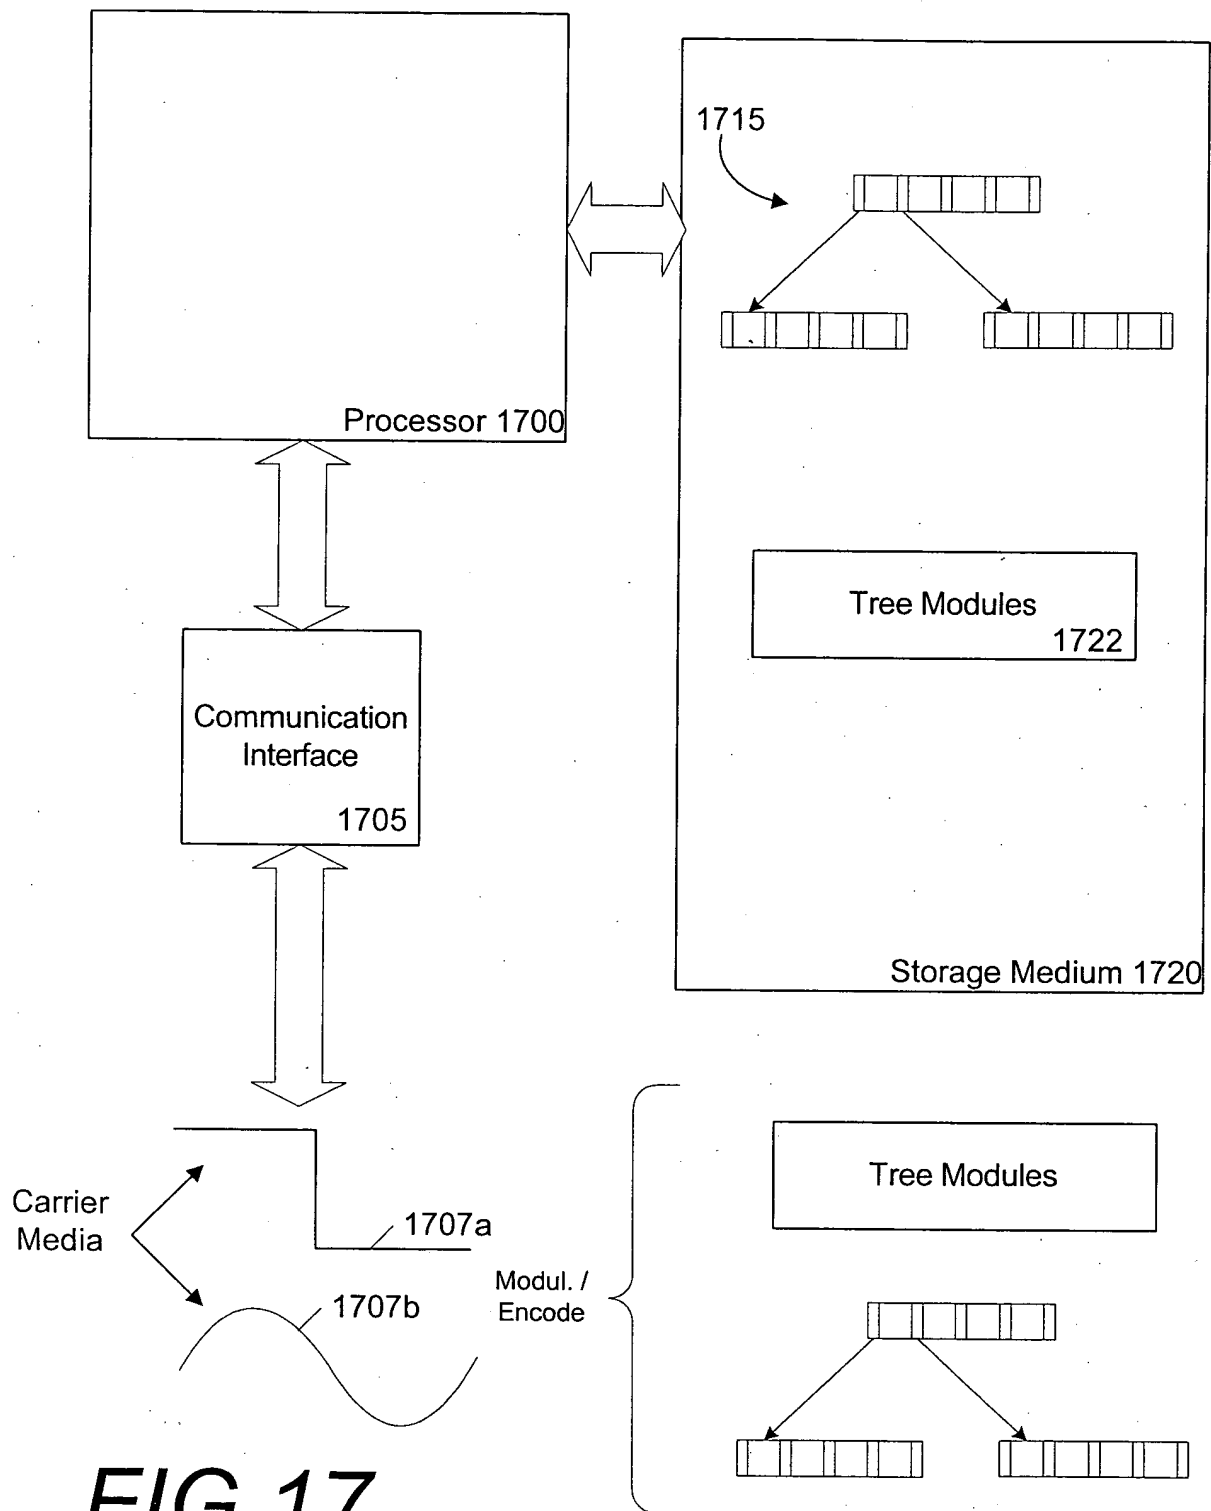 1715
Processor 1700
Tree Modules
1722
Communication
Interface
1705
Storage Medium 1720
Carrier
Media
1707a
1707b
Modul. /
Encode
Tree Modules
FIG 17